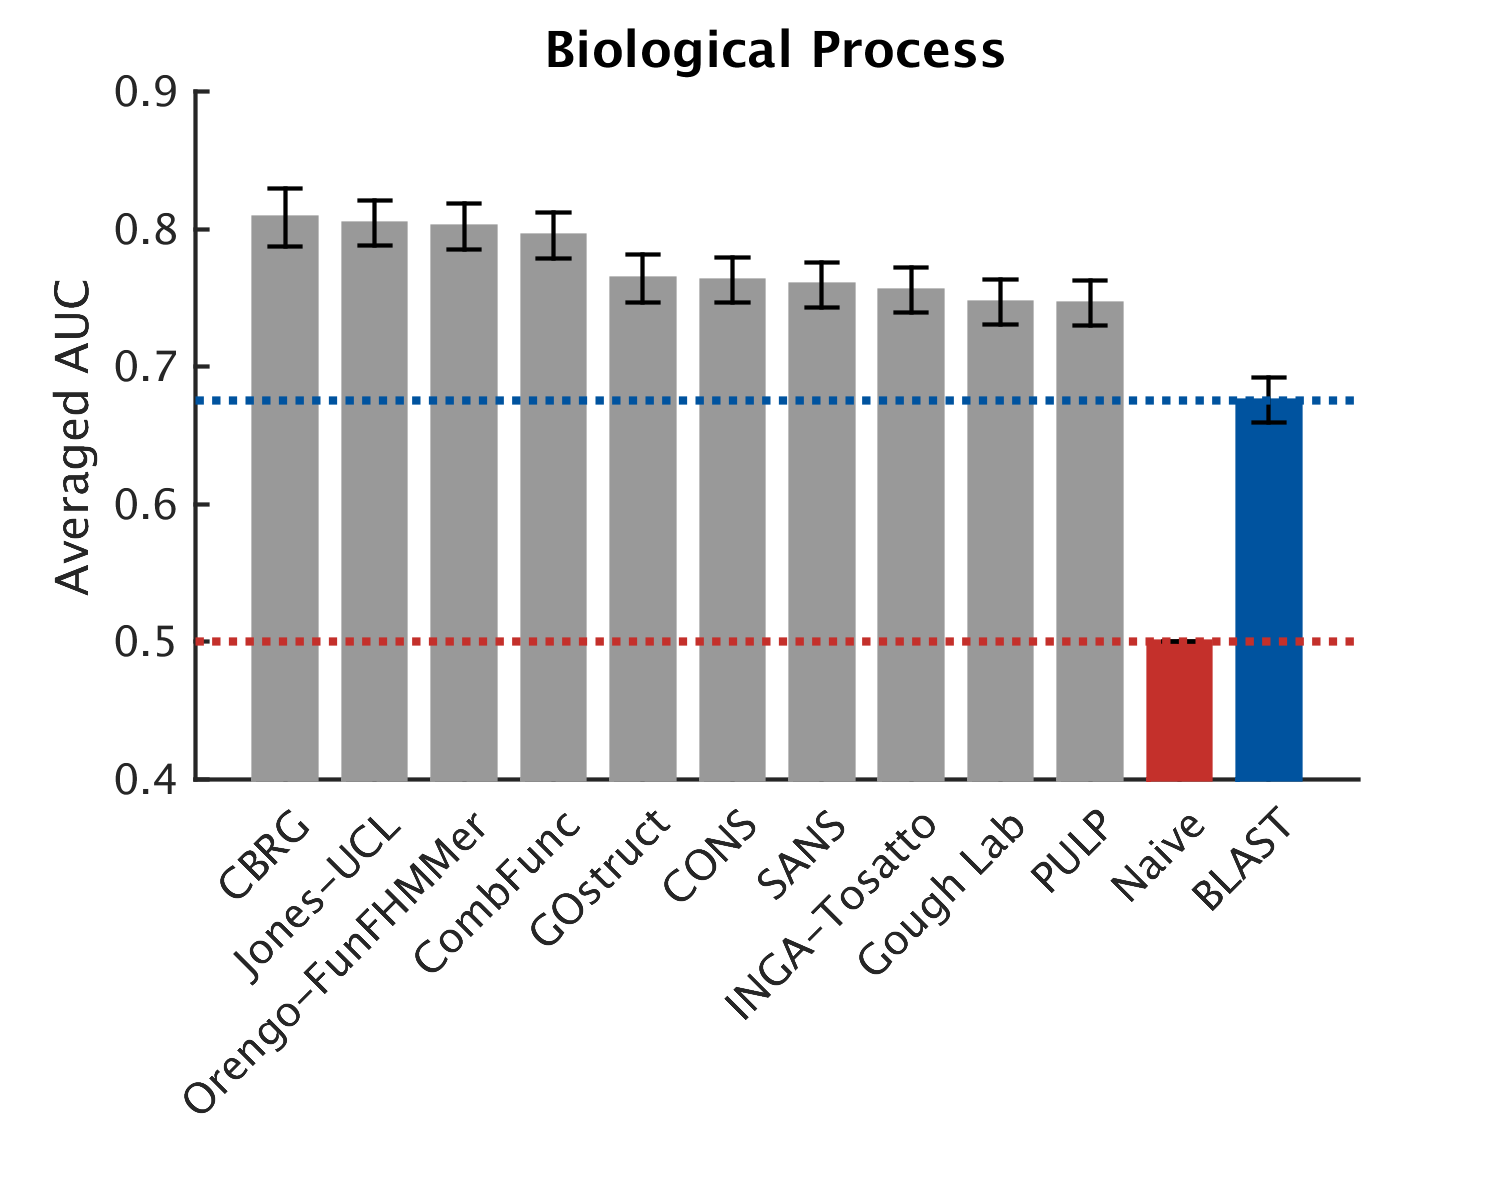 Biological Process
Averaged AUC
0.9
0.8
0.7
0.6
0.5
0.4
CBRG
Jones-UCL
Orengo-FunFHMMer
CombFunc
GOstruct
CONS
SANS
INGA-Tosatto
Gough Lab
PULP
Naive
BLAST